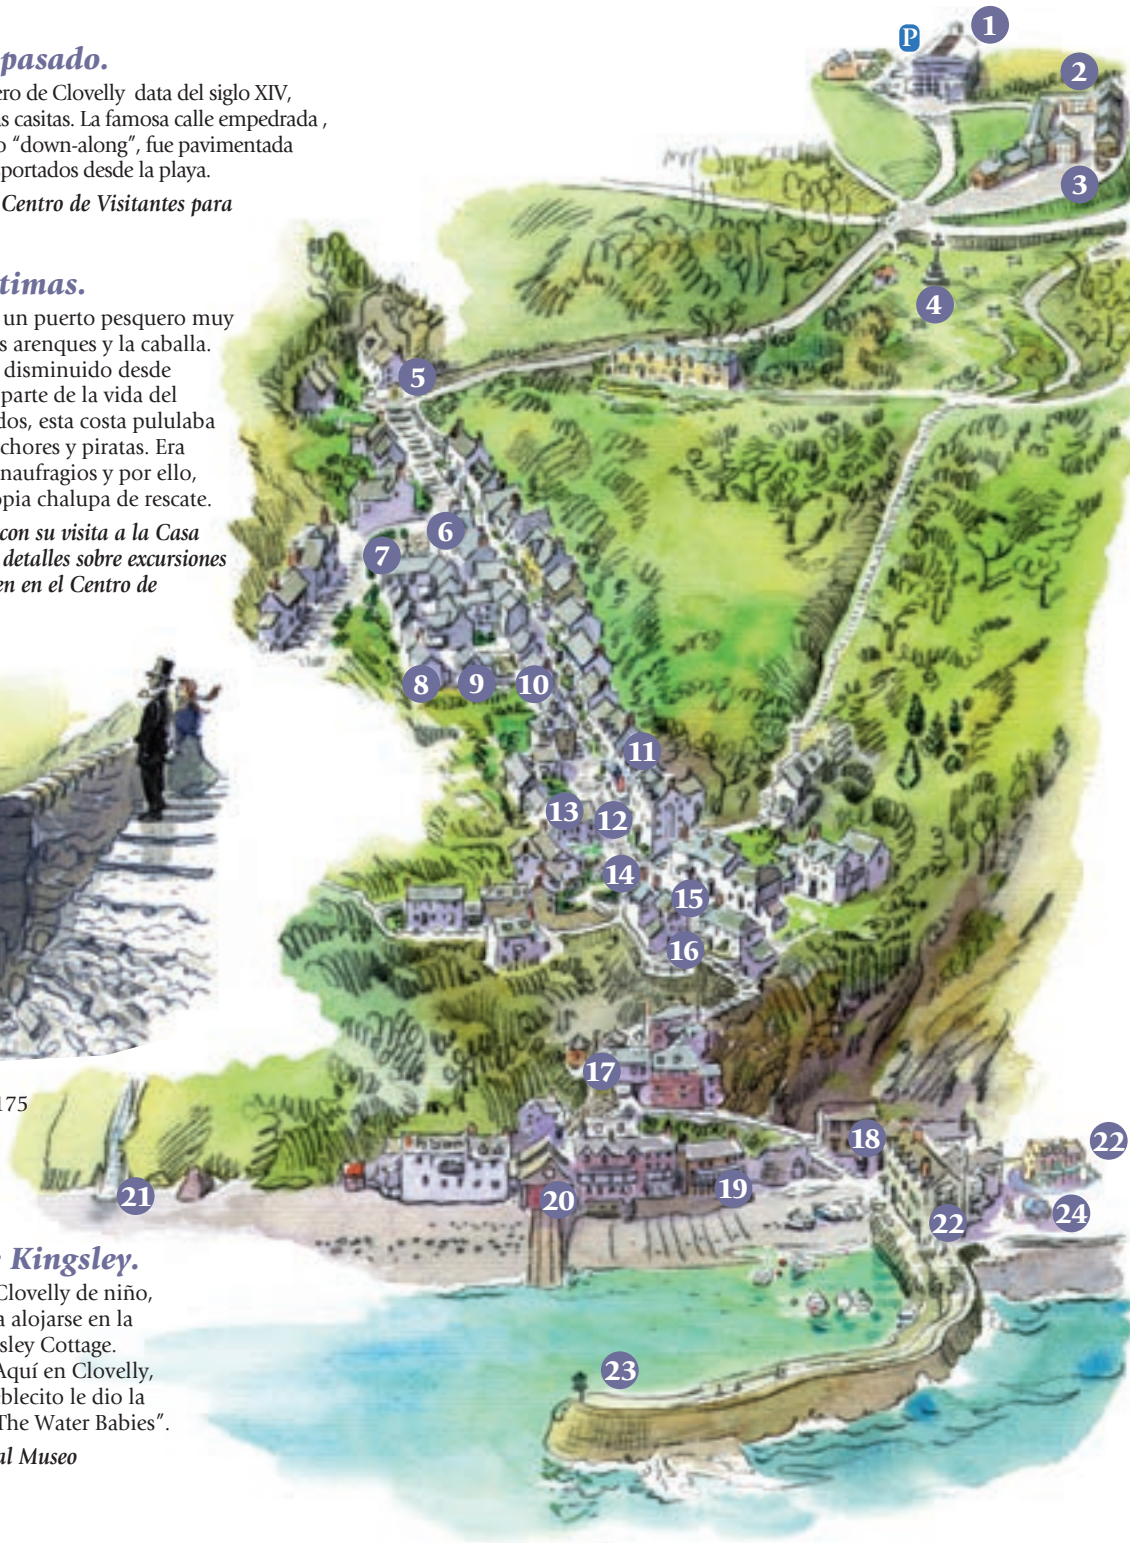 pasado.
ero de Clovelly data del siglo XIV,
as casitas. La famosa calle empedrada ,
o “down-along”, fue pavimentada
sportados desde la playa.
Centro de Visitantes para
timas.
un puerto pesquero muy
s arenques y la caballa.
disminuido desde
parte de la vida del
dos, esta costa pululaba
chores y piratas. Era
naufragios y por ello,
opia chalupa de rescate.
con su visita a la Casa
detalles sobre excursiones
en en el Centro de
175
Kingsley.
Clovelly de niño,
a alojarse en la
sley Cottage.
Aquí en Clovelly,
eblecito le dio la
The Water Babies”.
al Museo
P
1
2
3
4
5
6
7
8
9
10
11
13
12
14
15
16
17
18
22
21
20
19
22
24
23